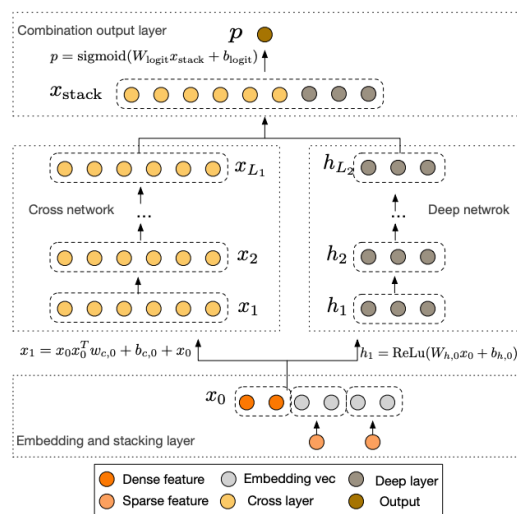 Combination output layer
p
p = sigmoid(W_logit x_stack + b_logit)
x_stack
x_{L_1}
h_{L_2}
Cross network
...
...
Deep netwrok
x_2
h_2
x_1
h_1
x_1 = x_0 x_0^T w_{c,0} + b_{c,0} + x_0
h_1 = ReLu(W_{h,0} x_0 + b_{h,0})
x_0
Embedding and stacking layer
Dense feature
Embedding vec
Deep layer
Sparse feature
Cross layer
Output